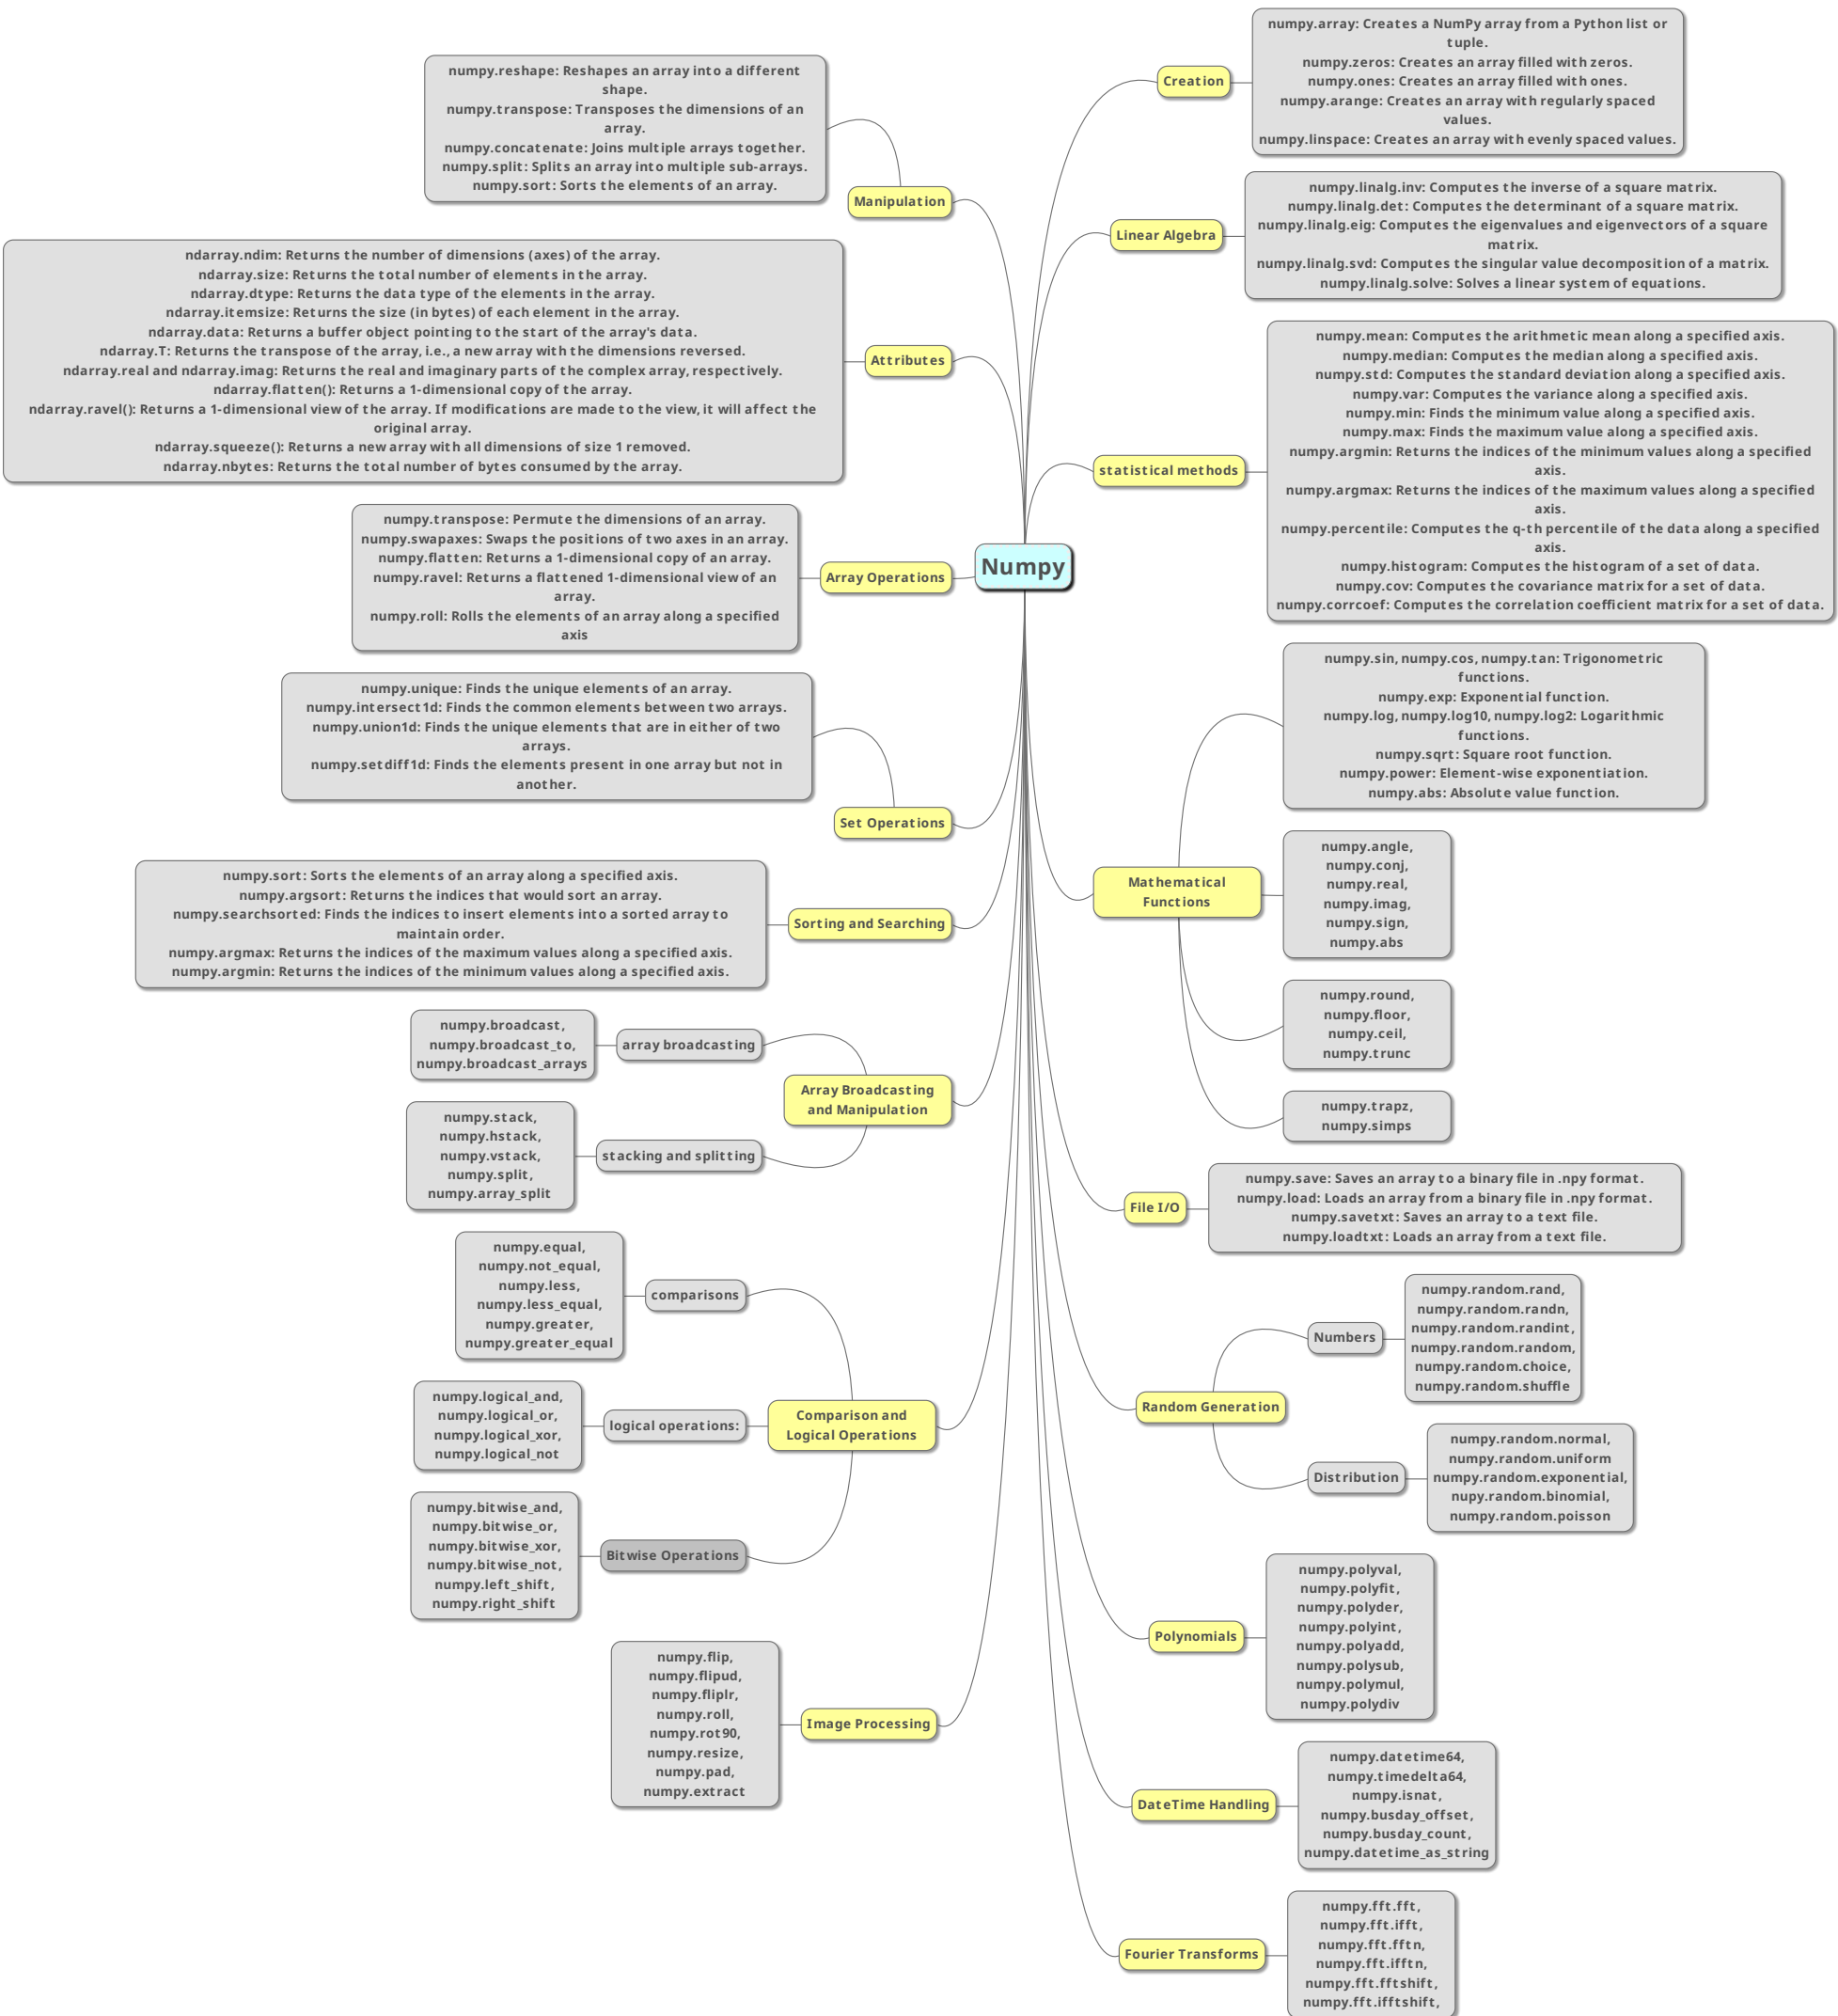 Numpy
Creation
numpy.array: Creates a NumPy array from a Python list or
tuple.
numpy.zeros: Creates an array filled with zeros.
numpy.ones: Creates an array filled with ones.
numpy.arange: Creates an array with regularly spaced
values.
numpy.linspace: Creates an array with evenly spaced values.
Linear Algebra
numpy.linalg.inv: Computes the inverse of a square matrix.
numpy.linalg.det: Computes the determinant of a square matrix.
numpy.linalg.eig: Computes the eigenvalues and eigenvectors of a square
matrix.
numpy.linalg.svd: Computes the singular value decomposition of a matrix.
numpy.linalg.solve: Solves a linear system of equations.
statistical methods
numpy.mean: Computes the arithmetic mean along a specified axis.
numpy.median: Computes the median along a specified axis.
numpy.std: Computes the standard deviation along a specified axis.
numpy.var: Computes the variance along a specified axis.
numpy.min: Finds the minimum value along a specified axis.
numpy.max: Finds the maximum value along a specified axis.
numpy.argmin: Returns the indices of the minimum values along a specified
axis.
numpy.argmax: Returns the indices of the maximum values along a specified
axis.
numpy.percentile: Computes the q-th percentile of the data along a specified
axis.
numpy.histogram: Computes the histogram of a set of data.
numpy.cov: Computes the covariance matrix for a set of data.
numpy.corrcoef: Computes the correlation coefficient matrix for a set of data.
Mathematical
Functions
numpy.sin, numpy.cos, numpy.tan: Trigonometric
functions.
numpy.exp: Exponential function.
numpy.log, numpy.log10, numpy.log2: Logarithmic
functions.
numpy.sqrt: Square root function.
numpy.power: Element-wise exponentiation.
numpy.abs: Absolute value function.
numpy.angle,
numpy.conj,
numpy.real,
numpy.imag,
numpy.sign,
numpy.abs
numpy.round,
numpy.floor,
numpy.ceil,
numpy.trunc
numpy.trapz,
numpy.simps
File I/O
numpy.save: Saves an array to a binary file in .npy format.
numpy.load: Loads an array from a binary file in .npy format.
numpy.savetxt: Saves an array to a text file.
numpy.loadtxt: Loads an array from a text file.
Random Generation
Numbers
numpy.random.rand,
numpy.random.randn,
numpy.random.randint,
numpy.random.random,
numpy.random.choice,
numpy.random.shuffle
Distribution
numpy.random.normal,
numpy.random.uniform
numpy.random.exponential,
nupy.random.binomial,
numpy.random.poisson
Polynomials
numpy.polyval,
numpy.polyfit,
numpy.polyder,
numpy.polyint,
numpy.polyadd,
numpy.polysub,
numpy.polymul,
numpy.polydiv
DateTime Handling
numpy.datetime64,
numpy.timedelta64,
numpy.isnat,
numpy.busday_offset,
numpy.busday_count,
numpy.datetime_as_string
Fourier Transforms
numpy.fft.fft,
numpy.fft.ifft,
numpy.fft.fftn,
numpy.fft.ifftn,
numpy.fft.fftshift,
numpy.fft.ifftshift,
Manipulation
numpy.reshape: Reshapes an array into a different
shape.
numpy.transpose: Transposes the dimensions of an
array.
numpy.concatenate: Joins multiple arrays together.
numpy.split: Splits an array into multiple sub-arrays.
numpy.sort: Sorts the elements of an array.
Attributes
ndarray.ndim: Returns the number of dimensions (axes) of the array.
ndarray.size: Returns the total number of elements in the array.
ndarray.dtype: Returns the data type of the elements in the array.
ndarray.itemsize: Returns the size (in bytes) of each element in the array.
ndarray.data: Returns a buffer object pointing to the start of the array's data.
ndarray.T: Returns the transpose of the array, i.e., a new array with the dimensions reversed.
ndarray.real and ndarray.imag: Returns the real and imaginary parts of the complex array, respectively.
ndarray.flatten(): Returns a 1-dimensional copy of the array.
ndarray.ravel(): Returns a 1-dimensional view of the array. If modifications are made to the view, it will affect the
original array.
ndarray.squeeze(): Returns a new array with all dimensions of size 1 removed.
ndarray.nbytes: Returns the total number of bytes consumed by the array.
Array Operations
numpy.transpose: Permute the dimensions of an array.
numpy.swapaxes: Swaps the positions of two axes in an array.
numpy.flatten: Returns a 1-dimensional copy of an array.
numpy.ravel: Returns a flattened 1-dimensional view of an
array.
numpy.roll: Rolls the elements of an array along a specified
axis
Set Operations
numpy.unique: Finds the unique elements of an array.
numpy.intersect1d: Finds the common elements between two arrays.
numpy.union1d: Finds the unique elements that are in either of two
arrays.
numpy.setdiff1d: Finds the elements present in one array but not in
another.
Sorting and Searching
numpy.sort: Sorts the elements of an array along a specified axis.
numpy.argsort: Returns the indices that would sort an array.
numpy.searchsorted: Finds the indices to insert elements into a sorted array to
maintain order.
numpy.argmax: Returns the indices of the maximum values along a specified axis.
numpy.argmin: Returns the indices of the minimum values along a specified axis.
Array Broadcasting
and Manipulation
array broadcasting
numpy.broadcast,
numpy.broadcast_to,
numpy.broadcast_arrays
stacking and splitting
numpy.stack,
numpy.hstack,
numpy.vstack,
numpy.split,
numpy.array_split
Comparison and
Logical Operations
comparisons
numpy.equal,
numpy.not_equal,
numpy.less,
numpy.less_equal,
numpy.greater,
numpy.greater_equal
logical operations:
numpy.logical_and,
numpy.logical_or,
numpy.logical_xor,
numpy.logical_not
Bitwise Operations
numpy.bitwise_and,
numpy.bitwise_or,
numpy.bitwise_xor,
numpy.bitwise_not,
numpy.left_shift,
numpy.right_shift
Image Processing
numpy.flip,
numpy.flipud,
numpy.fliplr,
numpy.roll,
numpy.rot90,
numpy.resize,
numpy.pad,
numpy.extract